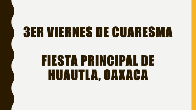 3ER VIERNES DE CUARESMA
FIESTA PRINCIPAL DE
HUAUTLA, OAXACA